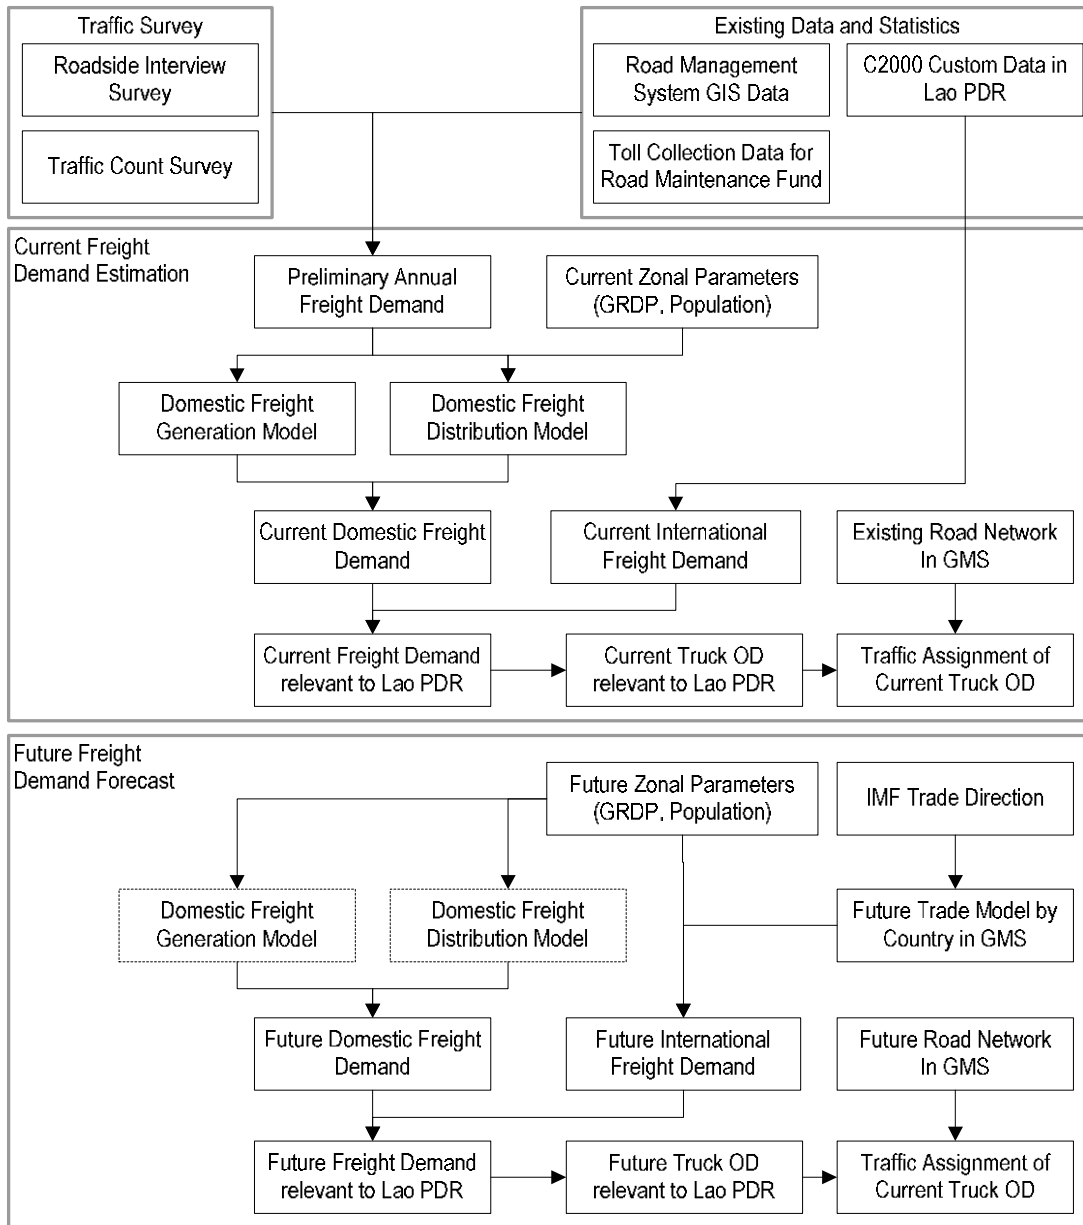 Traffic Survey
Roadside Interview
Survey
Traffic Count Survey
Existing Data and Statistics
Road Management
System GIS Data
C2000 Custom Data in
Lao PDR
Toll Collection Data for
Road Maintenance Fund
Current Freight
Demand Estimation
Preliminary Annual
Freight Demand
Current Zonal Parameters
(GRDP, Population)
Domestic Freight
Generation Model
Domestic Freight
Distribution Model
Current Domestic Freight
Demand
Current International
Freight Demand
Existing Road Network
In GMS
Current Freight Demand
relevant to Lao PDR
Current Truck OD
relevant to Lao PDR
Traffic Assignment of
Current Truck OD
Future Freight
Demand Forecast
Future Zonal Parameters
(GRDP, Population)
IMF Trade Direction
Domestic Freight
Generation Model
Domestic Freight
Distribution Model
Future Trade Model by
Country in GMS
Future Domestic Freight
Demand
Future International
Freight Demand
Future Road Network
In GMS
Future Freight Demand
relevant to Lao PDR
Future Truck OD
relevant to Lao PDR
Traffic Assignment of
Current Truck OD